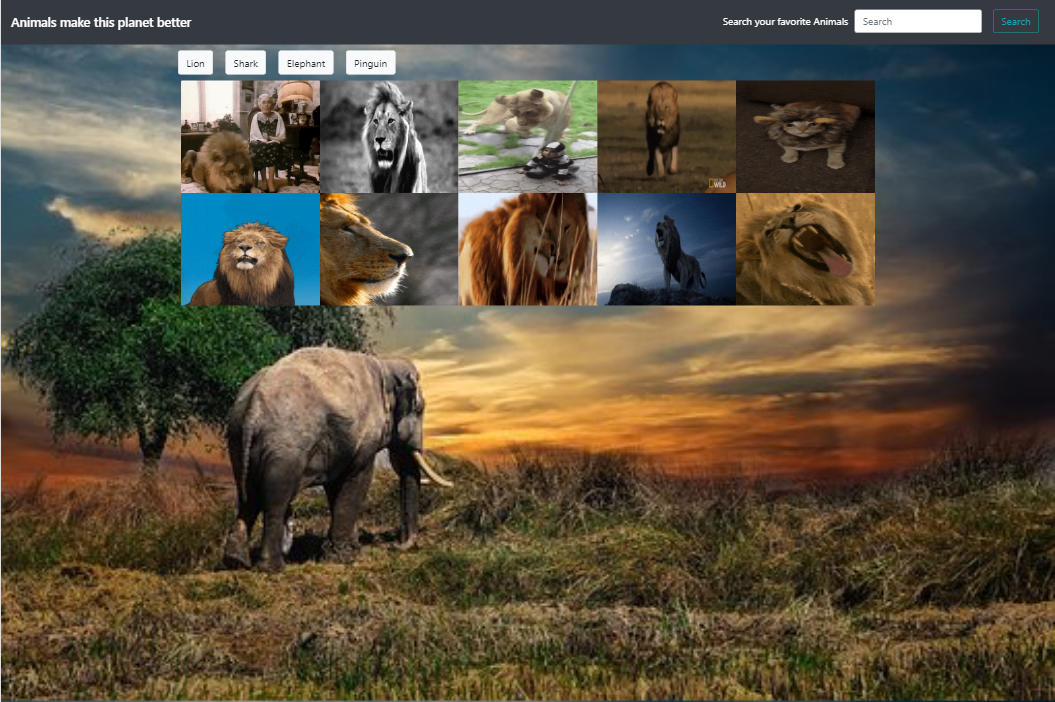 Animals make this planet better
Search your favorite Animals
Search
Search
Lion
Shark
Elephant
Pinguin
WILD